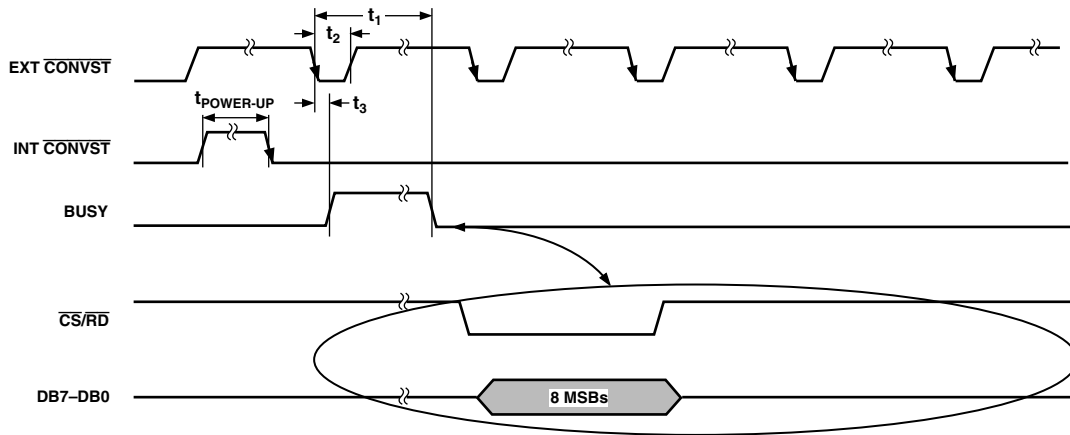 t1
t2
EXT CONVST
t3
tPOWER-UP
INT CONVST
BUSY
CS/RD
DB7–DB0
8 MSBs